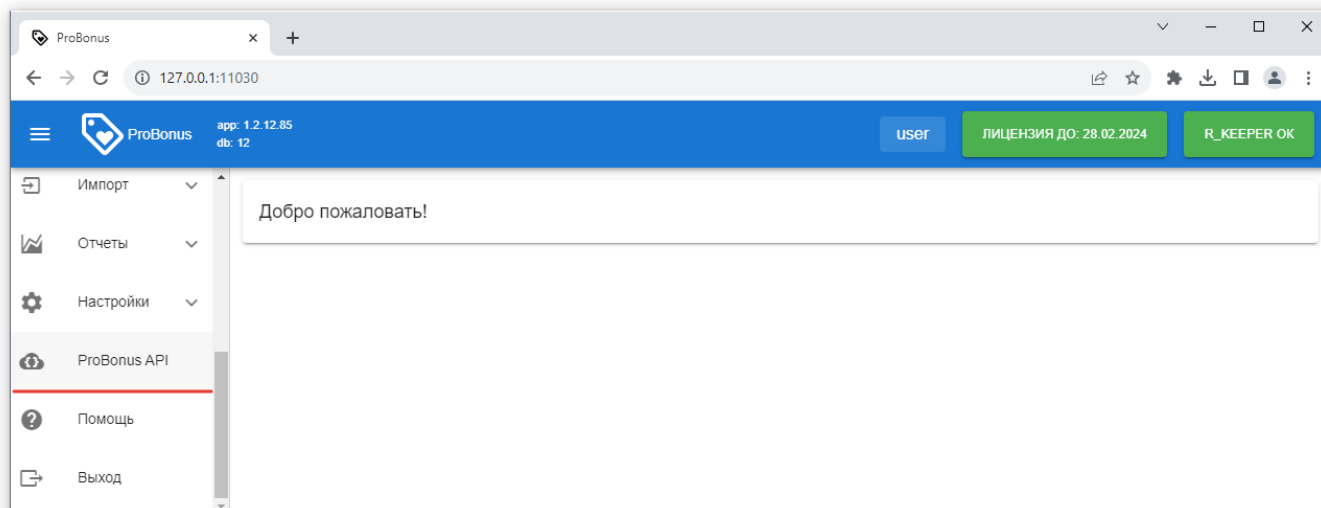 ProBonus
127.0.0.1:11030
ProBonus
app: 1.2.12.85
db: 12
user
ЛИЦЕНЗИЯ ДО: 28.02.2024
R_KEEPER OK
Импорт
Добро пожаловать!
Отчеты
Настройки
ProBonus API
Помощь
Выход